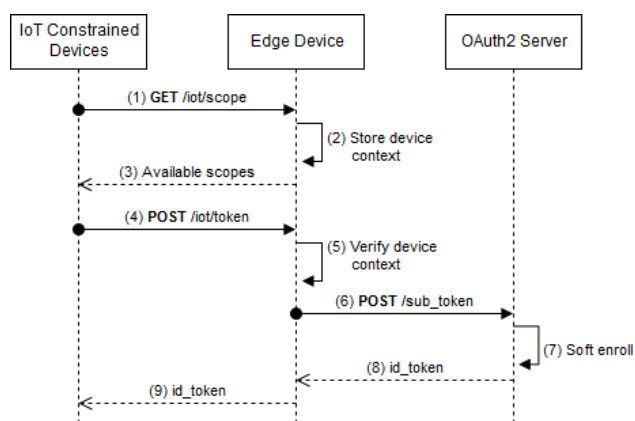 IoT Constrained
Devices
Edge Device
OAuth2 Server
(1) GET /iot/scope
(2) Store device
context
(3) Available scopes
(4) POST /iot/token
(5) Verify device
context
(6) POST /sub_token
(7) Soft enroll
(8) id_token
(9) id_token